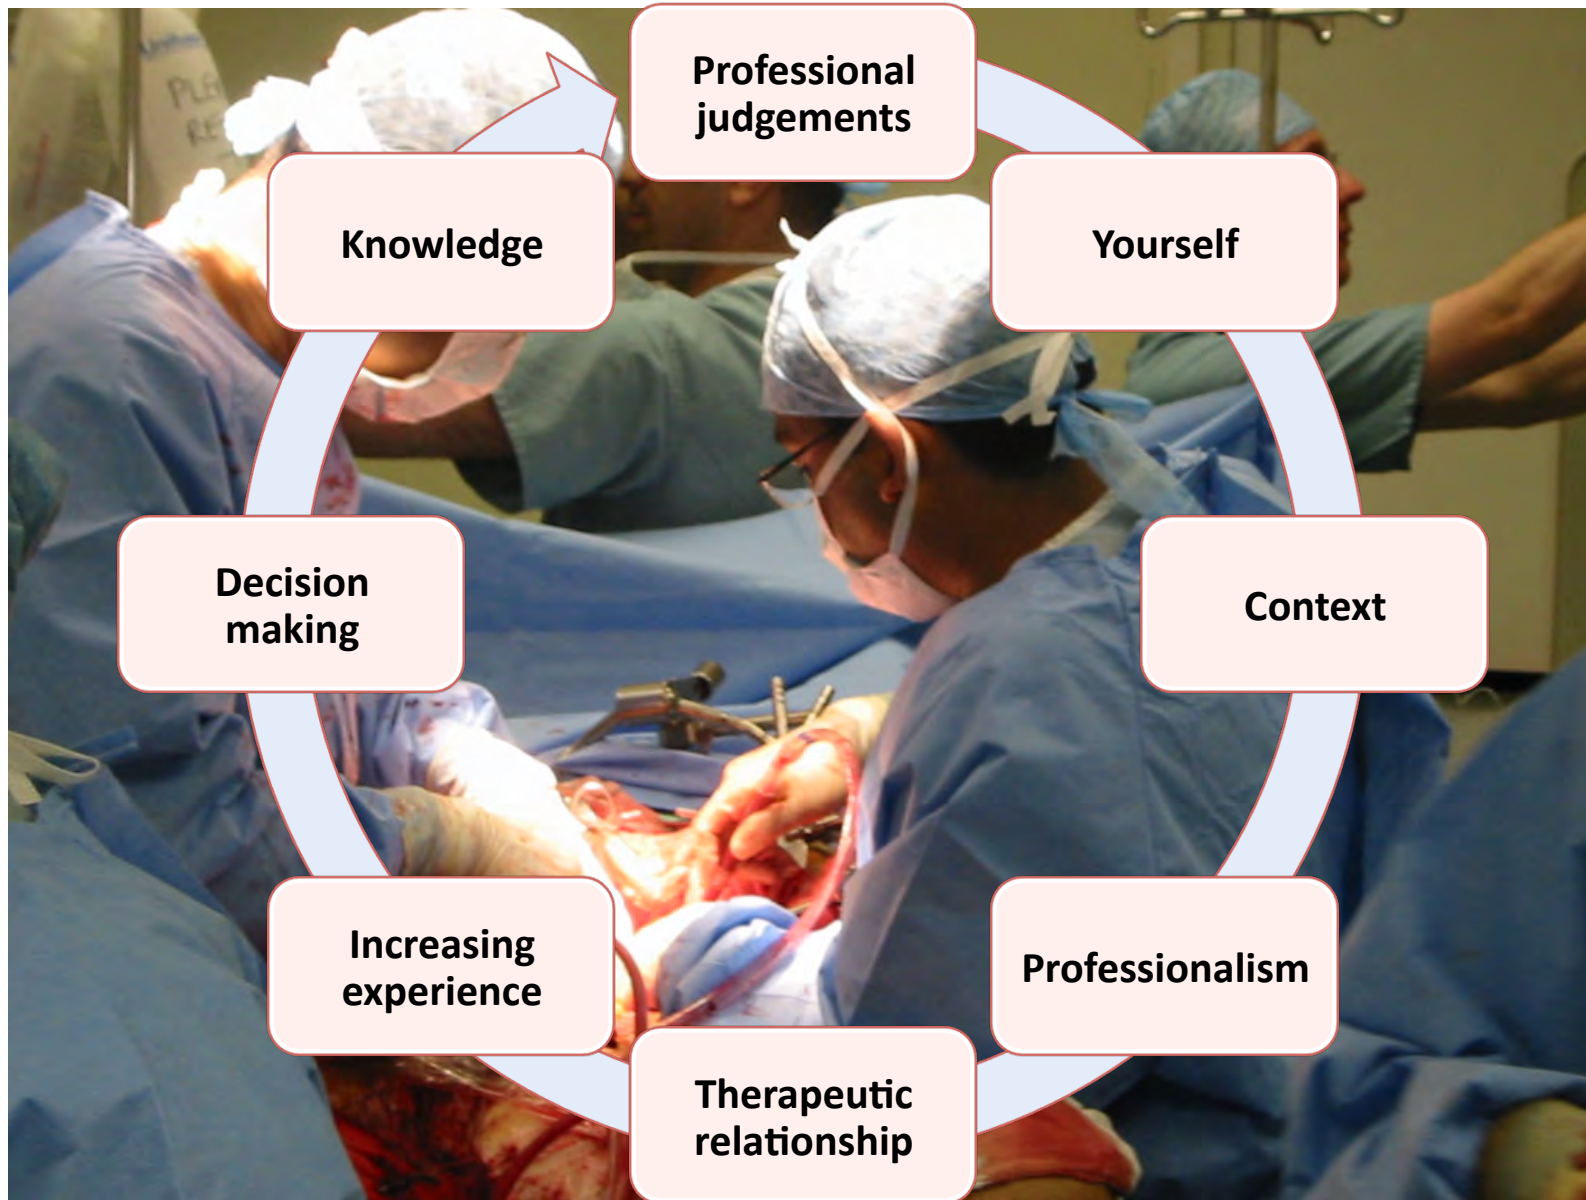 Professional
judgements
Yourself
Context
Professionalism
Therapeutic
relationship
Increasing
experience
Decision
making
Knowledge